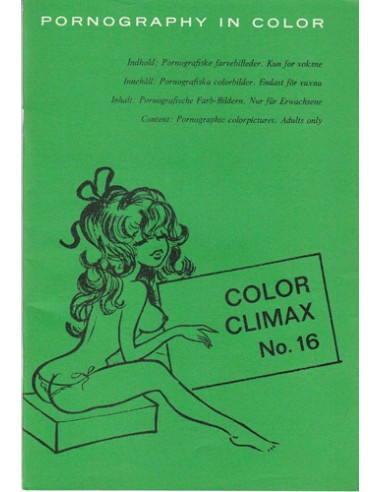 PORNOGRAPHY IN COLOR
Indhold: Pornografiske farvebilleder. Kun for voksne
Innehåll: Pornografiska colorbilder. Endast för vuxna
Inhalt: Pornografische Farb-Bildern. Nur für Erwachsene
Content: Pornographic colorpictures. Adults only
COLOR
CLIMAX
No. 16